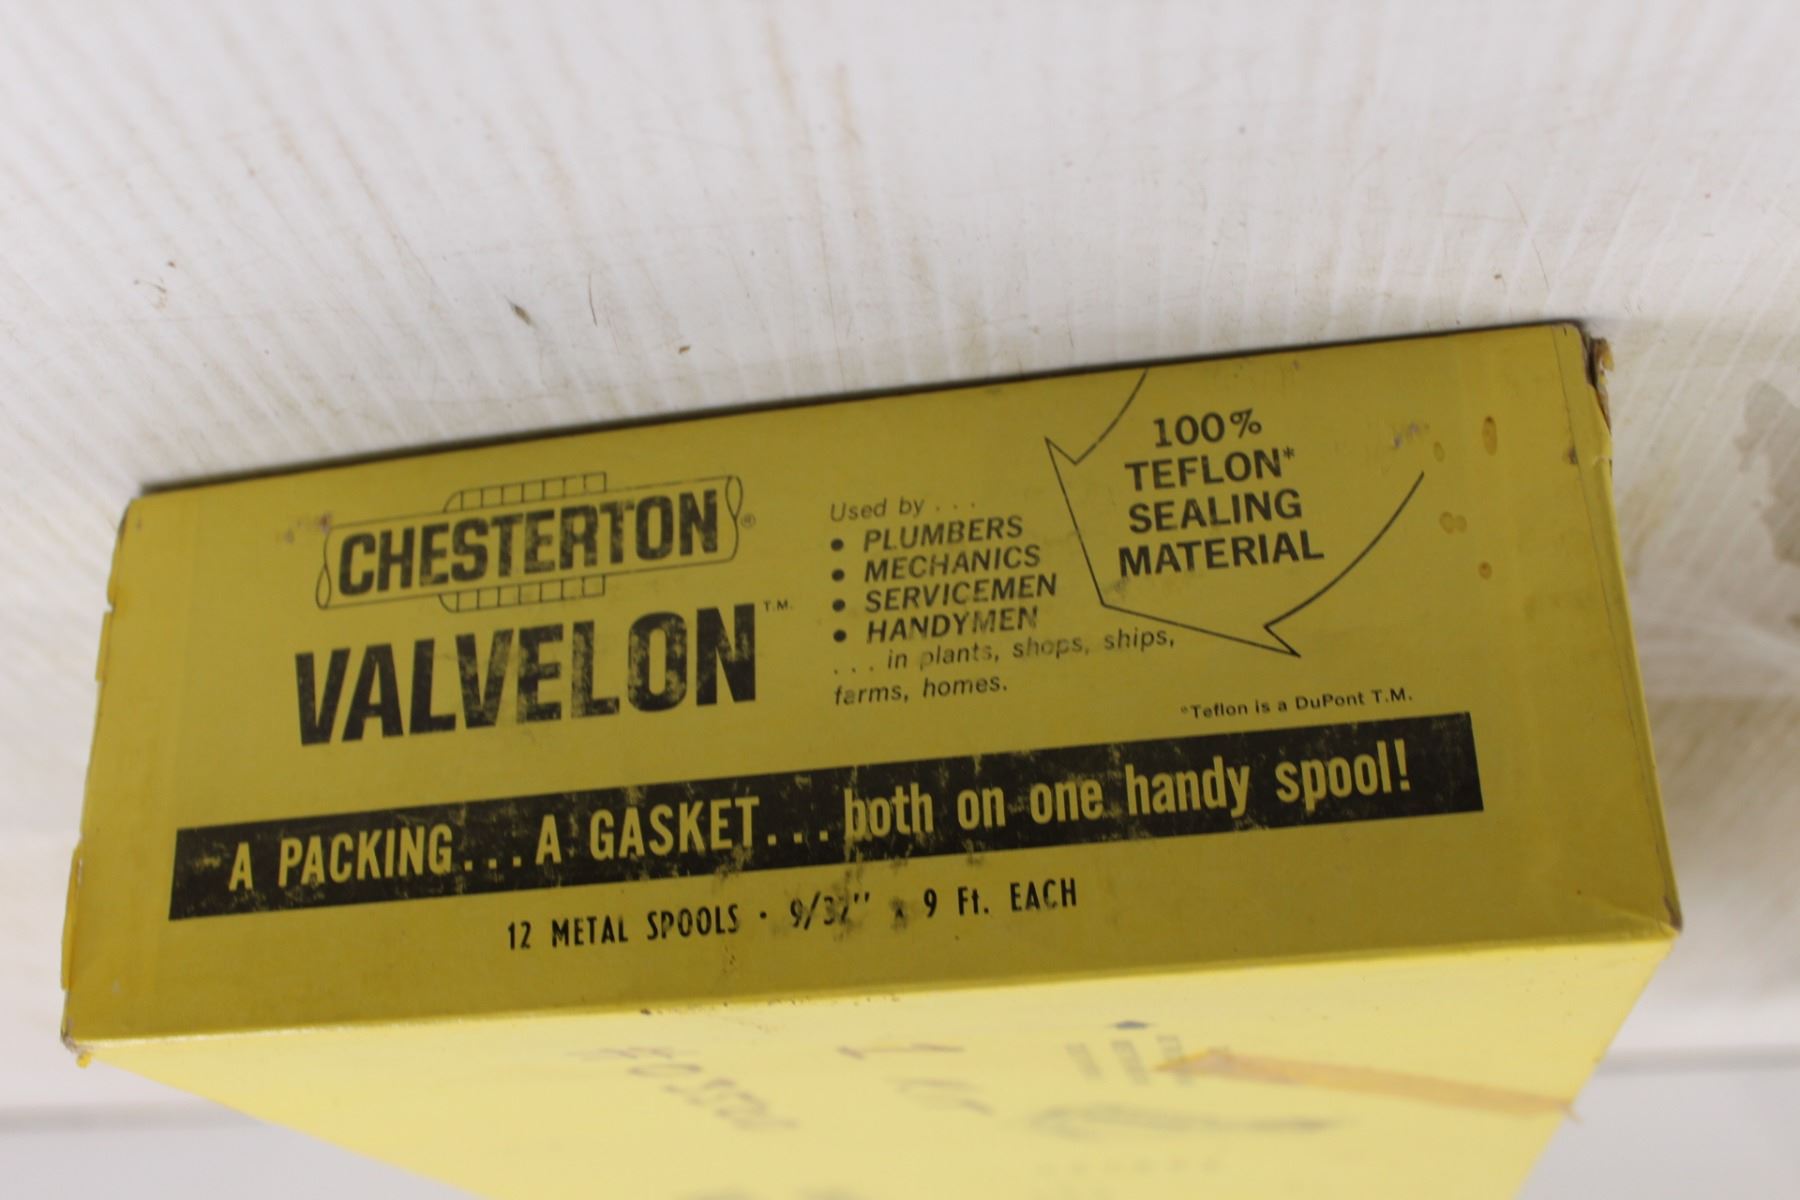 CHESTERTON®
VALVELON T.M.
Used by . . .
• PLUMBERS
• MECHANICS
• SERVICEMEN
• HANDYMEN
. . . in plants, shops, ships,
farms, homes.
100%
TEFLON*
SEALING
MATERIAL
*Teflon is a DuPont T.M.
A PACKING . . . A GASKET . . . both on one handy spool!
12 METAL SPOOLS · 9/32" x 9 Ft. EACH